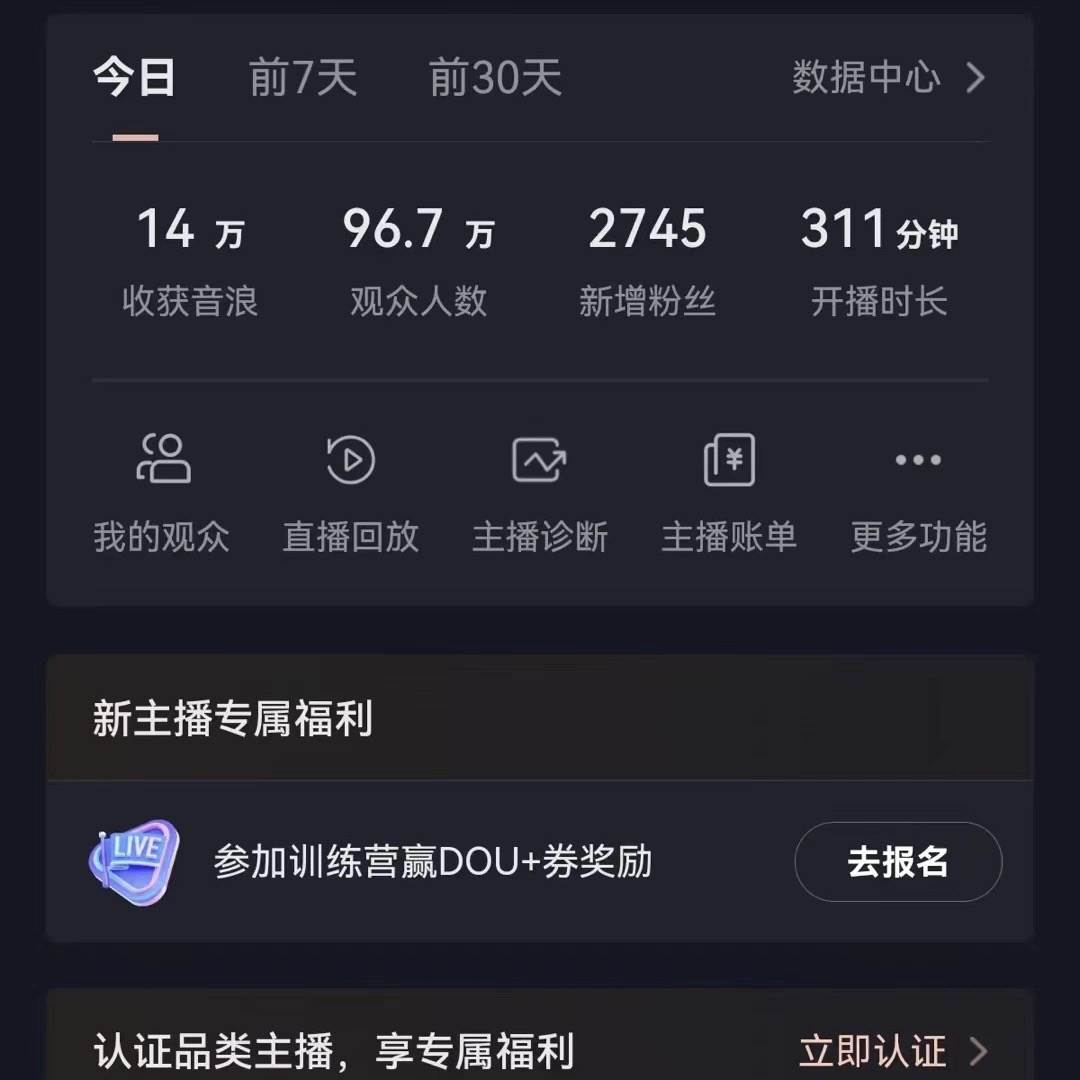 今日 前7天 前30天 数据中心
14 万 96.7 万 2745 311分钟
收获音浪 观众人数 新增粉丝 开播时长
¥
我的观众 直播回放 主播诊断 主播账单 更多功能
新主播专属福利
LIVE 参加训练营赢DOU+券奖励 去报名
认证品类主播，享专属福利 立即认证